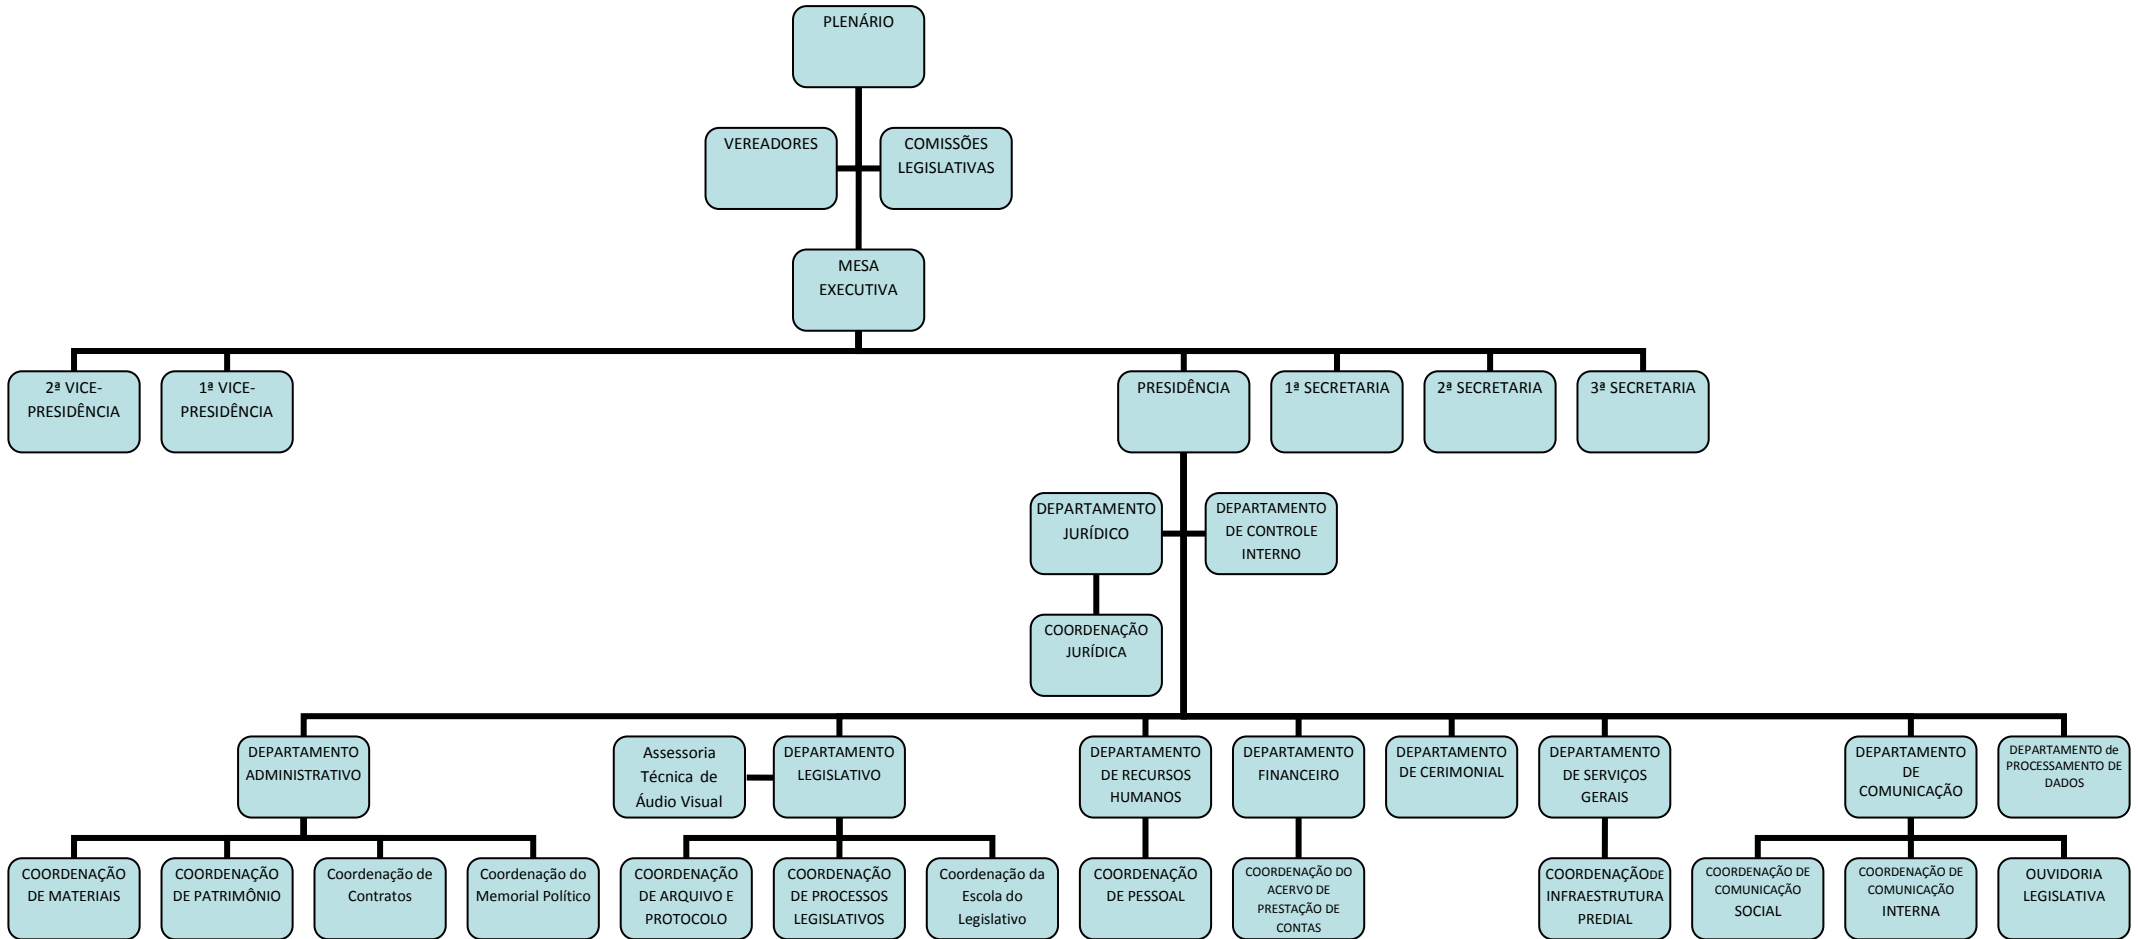 PLENÁRIO
VEREADORES
COMISSÕES
LEGISLATIVAS
MESA
EXECUTIVA
2ª VICE-
PRESIDÊNCIA
1ª VICE-
PRESIDÊNCIA
PRESIDÊNCIA
1ª SECRETARIA
2ª SECRETARIA
3ª SECRETARIA
DEPARTAMENTO
JURÍDICO
DEPARTAMENTO
DE CONTROLE
INTERNO
COORDENAÇÃO
JURÍDICA
DEPARTAMENTO
ADMINISTRATIVO
Assessoria
Técnica de
Áudio Visual
DEPARTAMENTO
LEGISLATIVO
DEPARTAMENTO
DE RECURSOS
HUMANOS
DEPARTAMENTO
FINANCEIRO
DEPARTAMENTO
DE CERIMONIAL
DEPARTAMENTO
DE SERVIÇOS
GERAIS
DEPARTAMENTO
DE
COMUNICAÇÃO
DEPARTAMENTO de
PROCESSAMENTO DE
DADOS
COORDENAÇÃO
DE MATERIAIS
COORDENAÇÃO
DE PATRIMÔNIO
Coordenação de
Contratos
Coordenação do
Memorial Político
COORDENAÇÃO
DE ARQUIVO E
PROTOCOLO
COORDENAÇÃO
DE PROCESSOS
LEGISLATIVOS
Coordenação da
Escola do
Legislativo
COORDENAÇÃO
DE PESSOAL
COORDENAÇÃO DO
ACERVO DE
PRESTAÇÃO DE
CONTAS
COORDENAÇÃO DE
INFRAESTRUTURA
PREDIAL
COORDENAÇÃO DE
COMUNICAÇÃO
SOCIAL
COORDENAÇÃO DE
COMUNICAÇÃO
INTERNA
OUVIDORIA
LEGISLATIVA